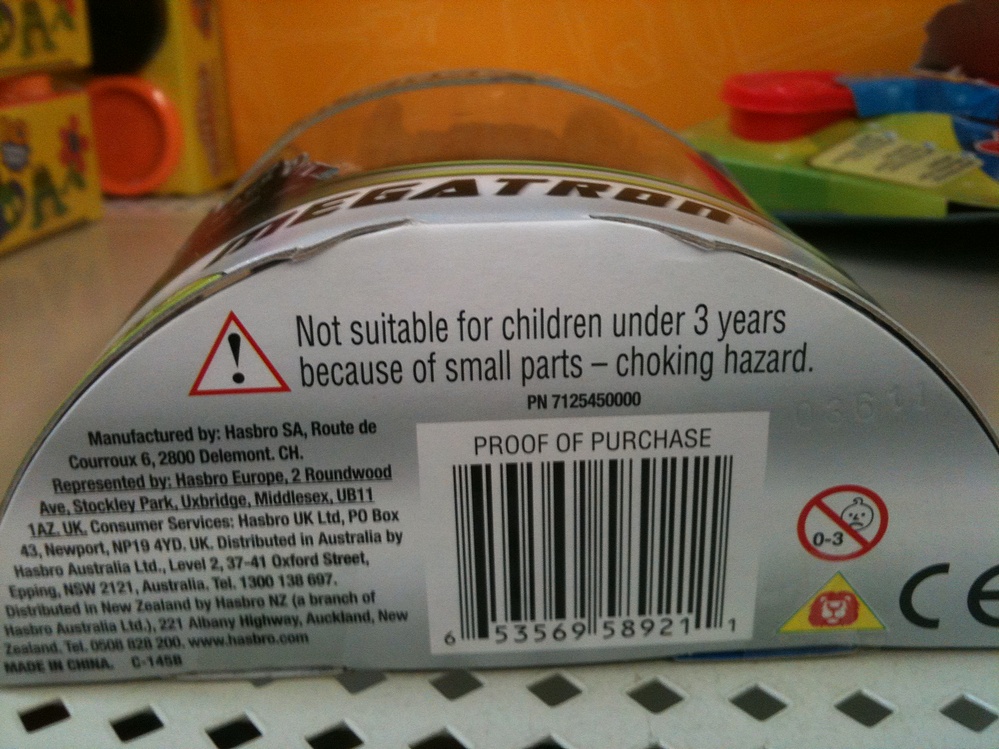 MEGATRON
Not suitable for children under 3 years
because of small parts – choking hazard.
PN 7125450000
03611
Manufactured by: Hasbro SA, Route de
Courroux 6, 2800 Delemont. CH.
Represented by: Hasbro Europe, 2 Roundwood
Ave, Stockley Park, Uxbridge, Middlesex, UB11
1AZ. UK. Consumer Services: Hasbro UK Ltd, PO Box
43, Newport, NP19 4YD. UK. Distributed in Australia by
Hasbro Australia Ltd., Level 2, 37-41 Oxford Street,
Epping, NSW 2121, Australia. Tel. 1300 138 697.
Distributed in New Zealand by Hasbro NZ (a branch of
Hasbro Australia Ltd.), 221 Albany Highway, Auckland, New
Zealand. Tel. 0508 828 200. www.hasbro.com
MADE IN CHINA. C-145B
PROOF OF PURCHASE
6 53569 58921 1
0-3
CE